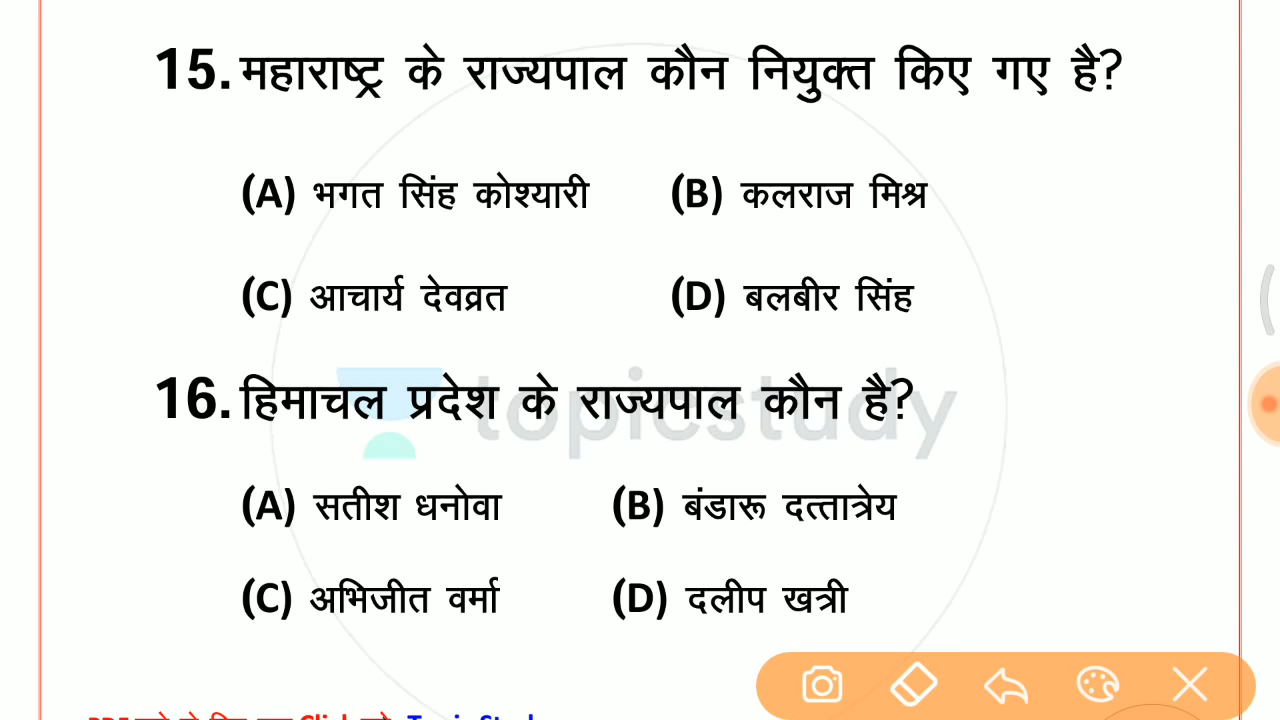 15. महाराष्ट्र के राज्यपाल कौन नियुक्त किए गए है?
(A) भगत सिंह कोश्यारी (B) कलराज मिश्र
(C) आचार्य देवव्रत (D) बलबीर सिंह
topicstudy
16. हिमाचल प्रदेश के राज्यपाल कौन है?
(A) सतीश धनोवा (B) बंडारू दत्तात्रेय
(C) अभिजीत वर्मा (D) दलीप खत्री